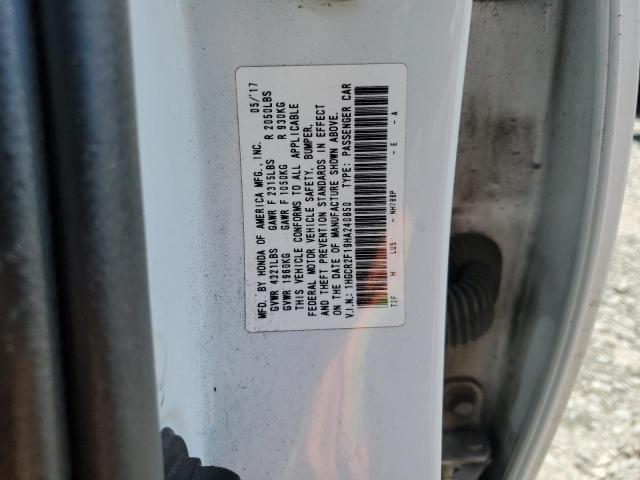 MFD. BY HONDA OF AMERICA MFG., INC. 05/'17
GVWR 4321LBS GAWR F 2315LBS R 2050LBS
GVWR 1960KG GAWR F 1050KG R 930KG
THIS VEHICLE CONFORMS TO ALL APPLICABLE
FEDERAL MOTOR VEHICLE SAFETY, BUMPER,
AND THEFT PREVENTION STANDARDS IN EFFECT
ON THE DATE OF MANUFACTURE SHOWN ABOVE.
V.I.N.: 1HGCR2F19HA240850 TYPE: PASSENGER CAR
T2F H LU5 - NH788P - E - A